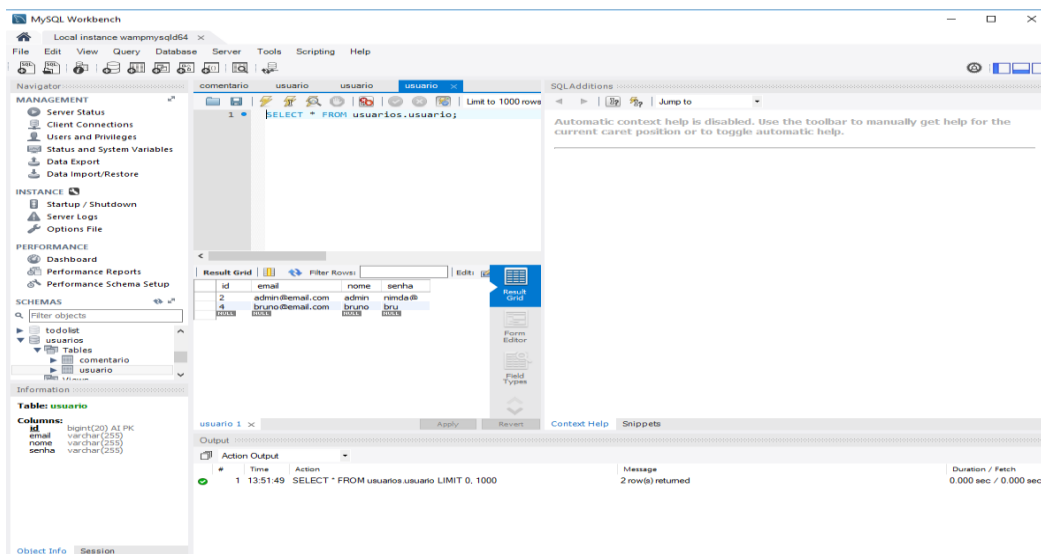 MySQL Workbench
Local instance wampmysqld64 ×
File Edit View Query Database Server Tools Scripting Help
Navigator
MANAGEMENT
Server Status
Client Connections
Users and Privileges
Status and System Variables
Data Export
Data Import/Restore
INSTANCE
Startup / Shutdown
Server Logs
Options File
PERFORMANCE
Dashboard
Performance Reports
Performance Schema Setup
SCHEMAS
Filter objects
todolist
usuarios
Tables
comentario
usuario
Views
Information
Table: usuario
Columns:
id bigint(20) AI PK
email varchar(255)
nome varchar(255)
senha varchar(255)
Object Info Session
comentario usuario usuario usuario ×
Limit to 1000 rows
1 SELECT * FROM usuarios.usuario;
Result Grid Filter Rows: Edit:
id email nome senha
2 admin@email.com admin nimda@
4 bruno@email.com bruno bru
NULL NULL NULL NULL
Result Grid
Form Editor
Field Types
usuario 1 × Apply Revert
SQLAdditions
Jump to
Automatic context help is disabled. Use the toolbar to manually get help for the
current caret position or to toggle automatic help.
Context Help Snippets
Output
Action Output
# Time Action Message Duration / Fetch
1 13:51:49 SELECT * FROM usuarios.usuario LIMIT 0, 1000 2 row(s) returned 0.000 sec / 0.000 sec